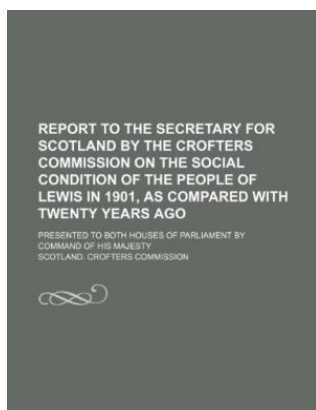 REPORT TO THE SECRETARY FOR
SCOTLAND BY THE CROFTERS
COMMISSION ON THE SOCIAL
CONDITION OF THE PEOPLE OF
LEWIS IN 1901, AS COMPARED WITH
TWENTY YEARS AGO
PRESENTED TO BOTH HOUSES OF PARLIAMENT BY
COMMAND OF HIS MAJESTY
SCOTLAND. CROFTERS COMMISSION